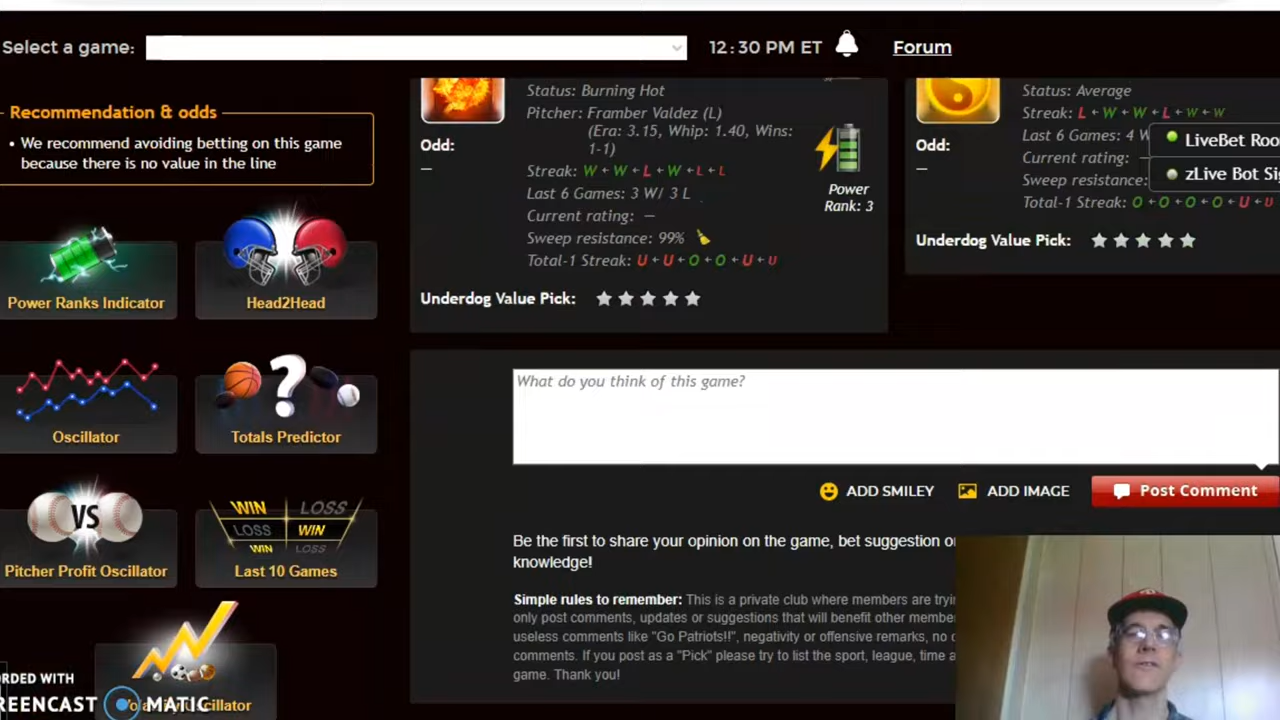 Select a game:
12:30 PM ET
Forum
Recommendation & odds
• We recommend avoiding betting on this game
because there is no value in the line
Power Ranks Indicator
Head2Head
Oscillator
Totals Predictor
VS
Pitcher Profit Oscillator
WIN LOSS
LOSS WIN
WIN LOSS
Last 10 Games
Odd:
—
Status: Burning Hot
Pitcher: Framber Valdez (L)
(Era: 3.15, Whip: 1.40, Wins:
1-1)
Streak: W ← W ← L ← W ← L ← L
Last 6 Games: 3 W/ 3 L
Current rating: —
Sweep resistance: 99%
Total-1 Streak: U ← U ← O ← O ← U ← U
Power
Rank: 3
Underdog Value Pick:
Odd:
—
Status: Average
Streak: L ← W ← W ← L ← W ← W
Last 6 Games: 4 W
Current rating: —
Sweep resistance:
Total-1 Streak: O ← O ← O ← O ← U ← U
LiveBet Roo
zLive Bot Si
Underdog Value Pick:
What do you think of this game?
ADD SMILEY
ADD IMAGE
Post Comment
Be the first to share your opinion on the game, bet suggestion o
knowledge!
Simple rules to remember: This is a private club where members are tryi
only post comments, updates or suggestions that will benefit other membe
useless comments like "Go Patriots!!", negativity or offensive remarks, no
comments. If you post as a "Pick" please try to list the sport, league, time a
game. Thank you!
ORDED WITH
REENCAST MATIC